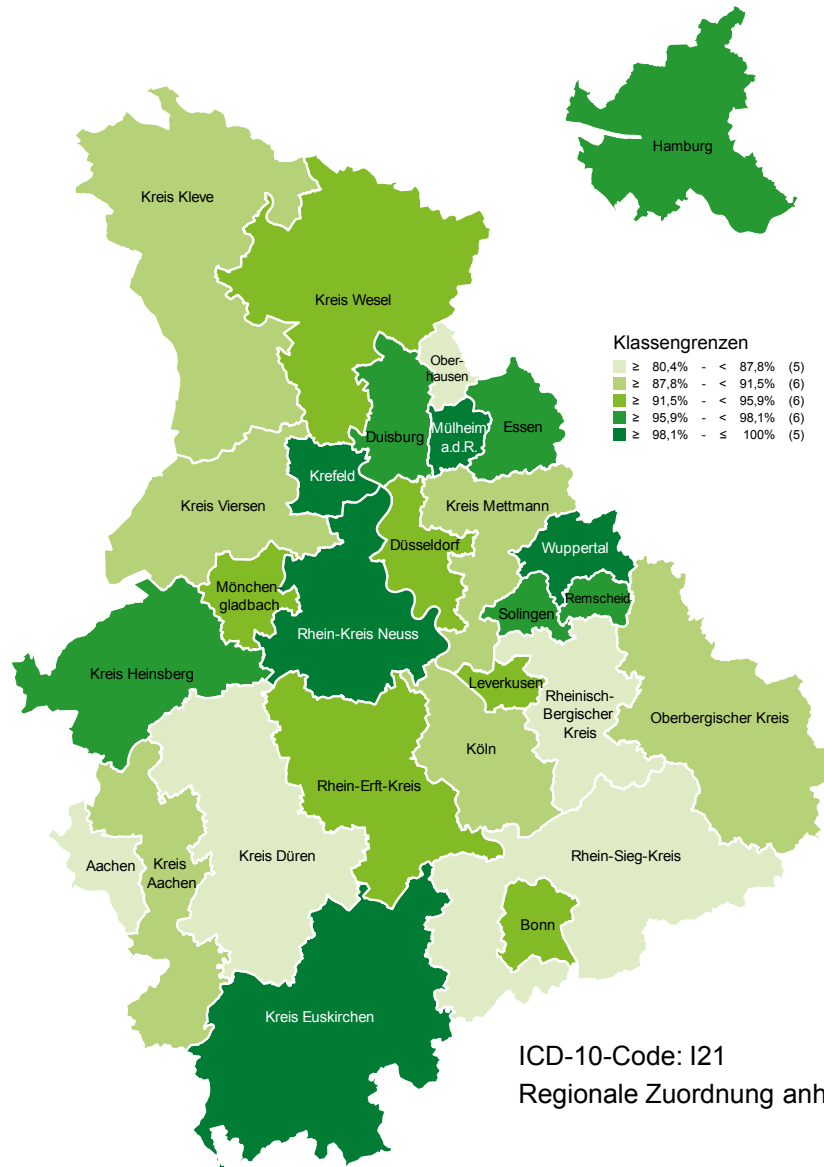 Hamburg
Kreis Kleve
Kreis Wesel
Klassengrenzen
≥ 80,4% - < 87,8% (5)
≥ 87,8% - < 91,5% (6)
≥ 91,5% - < 95,9% (6)
≥ 95,9% - < 98,1% (6)
≥ 98,1% - ≤ 100% (5)
Ober-
hausen
Duisburg
Mülheim
a.d.R.
Essen
Krefeld
Kreis Viersen
Kreis Mettmann
Düsseldorf
Wuppertal
Mönchen
gladbach
Remscheid
Solingen
Rhein-Kreis Neuss
Kreis Heinsberg
Leverkusen
Rheinisch-
Bergischer
Kreis
Oberbergischer Kreis
Köln
Rhein-Erft-Kreis
Kreis Düren
Rhein-Sieg-Kreis
Aachen
Kreis
Aachen
Bonn
Kreis Euskirchen
ICD-10-Code: I21
Regionale Zuordnung anh